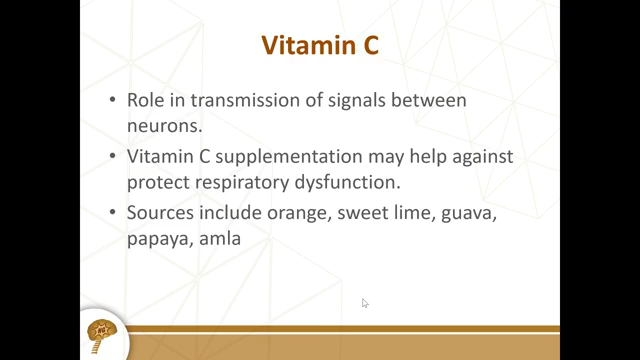 Vitamin C
• Role in transmission of signals between
neurons.
• Vitamin C supplementation may help against
protect respiratory dysfunction.
• Sources include orange, sweet lime, guava,
papaya, amla